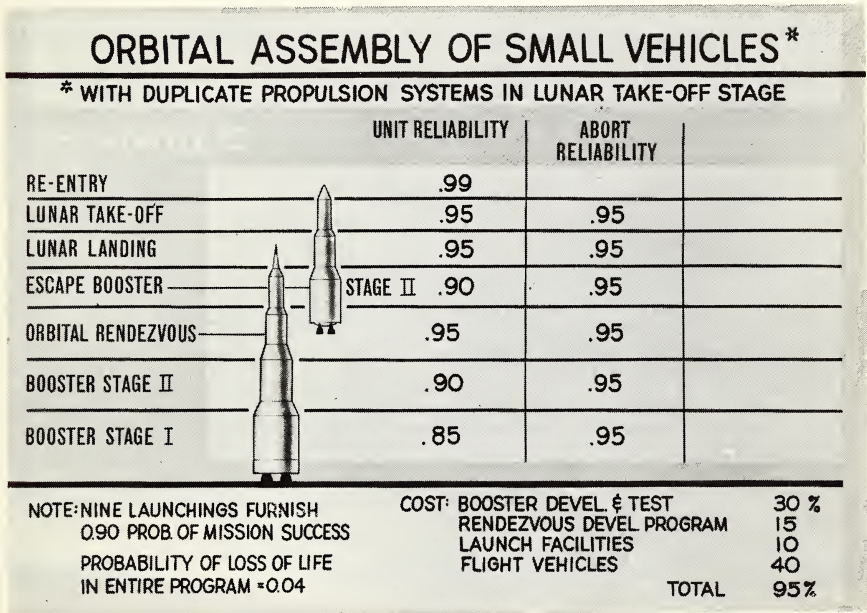 ORBITAL ASSEMBLY OF SMALL VEHICLES*
* WITH DUPLICATE PROPULSION SYSTEMS IN LUNAR TAKE-OFF STAGE
UNIT RELIABILITY ABORT RELIABILITY
RE-ENTRY .99
LUNAR TAKE-OFF .95 .95
LUNAR LANDING .95 .95
ESCAPE BOOSTER STAGE II .90 .95
ORBITAL RENDEZVOUS .95 .95
BOOSTER STAGE II .90 .95
BOOSTER STAGE I .85 .95
NOTE: NINE LAUNCHINGS FURNISH
0.90 PROB. OF MISSION SUCCESS
PROBABILITY OF LOSS OF LIFE
IN ENTIRE PROGRAM = 0.04
COST: BOOSTER DEVEL. & TEST 30 %
RENDEZVOUS DEVEL. PROGRAM 15
LAUNCH FACILITIES 10
FLIGHT VEHICLES 40
TOTAL 95%